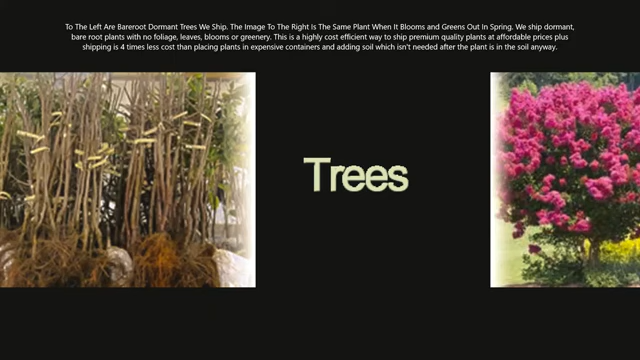 To The Left Are Bareroot Dormant Trees We Ship. The Image To The Right Is The Same Plant When It Blooms and Greens Out In Spring. We ship dormant,
bare root plants with no foliage, leaves, blooms or greenery. This is a highly cost efficient way to ship premium quality plants at affordable prices plus
shipping is 4 times less cost than placing plants in expensive containers and adding soil which isn't needed after the plant is in the soil anyway.
Trees